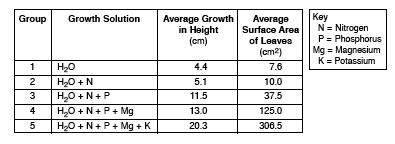 Group Growth Solution Average Growth in Height (cm) Average Surface Area of Leaves (cm²)
1 H₂O 4.4 7.6
2 H₂O + N 5.1 10.0
3 H₂O + N + P 11.5 37.5
4 H₂O + N + P + Mg 13.0 125.0
5 H₂O + N + P + Mg + K 20.3 306.5
Key
N = Nitrogen
P = Phosphorus
Mg = Magnesium
K = Potassium